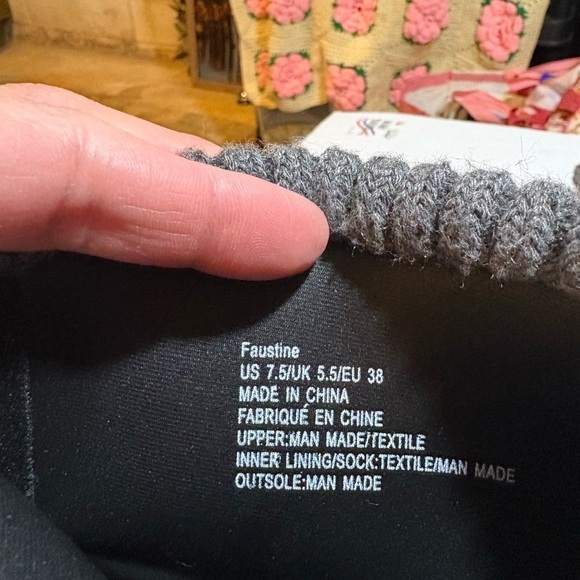 Faustine
US 7.5/UK 5.5/EU 38
MADE IN CHINA
FABRIQUÉ EN CHINE
UPPER:MAN MADE/TEXTILE
INNER LINING/SOCK:TEXTILE/MAN MADE
OUTSOLE:MAN MADE